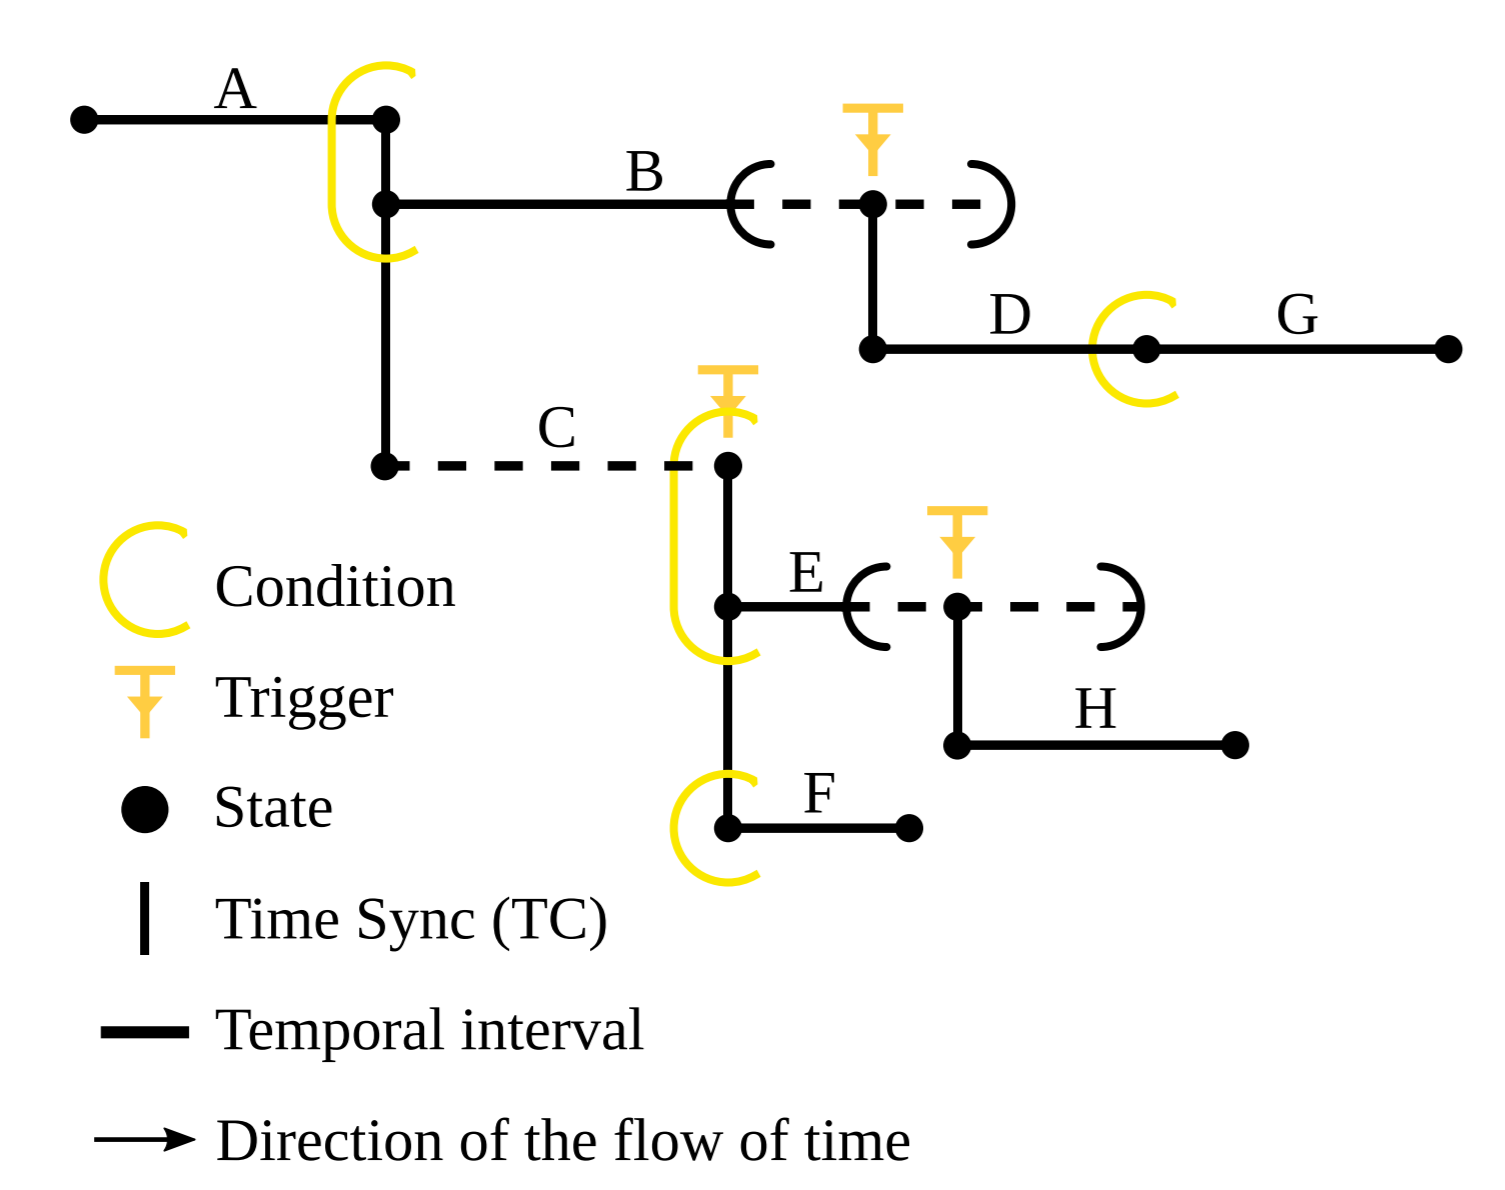 A
B
D
G
C
E
H
F
Condition
Trigger
State
Time Sync (TC)
Temporal interval
Direction of the flow of time